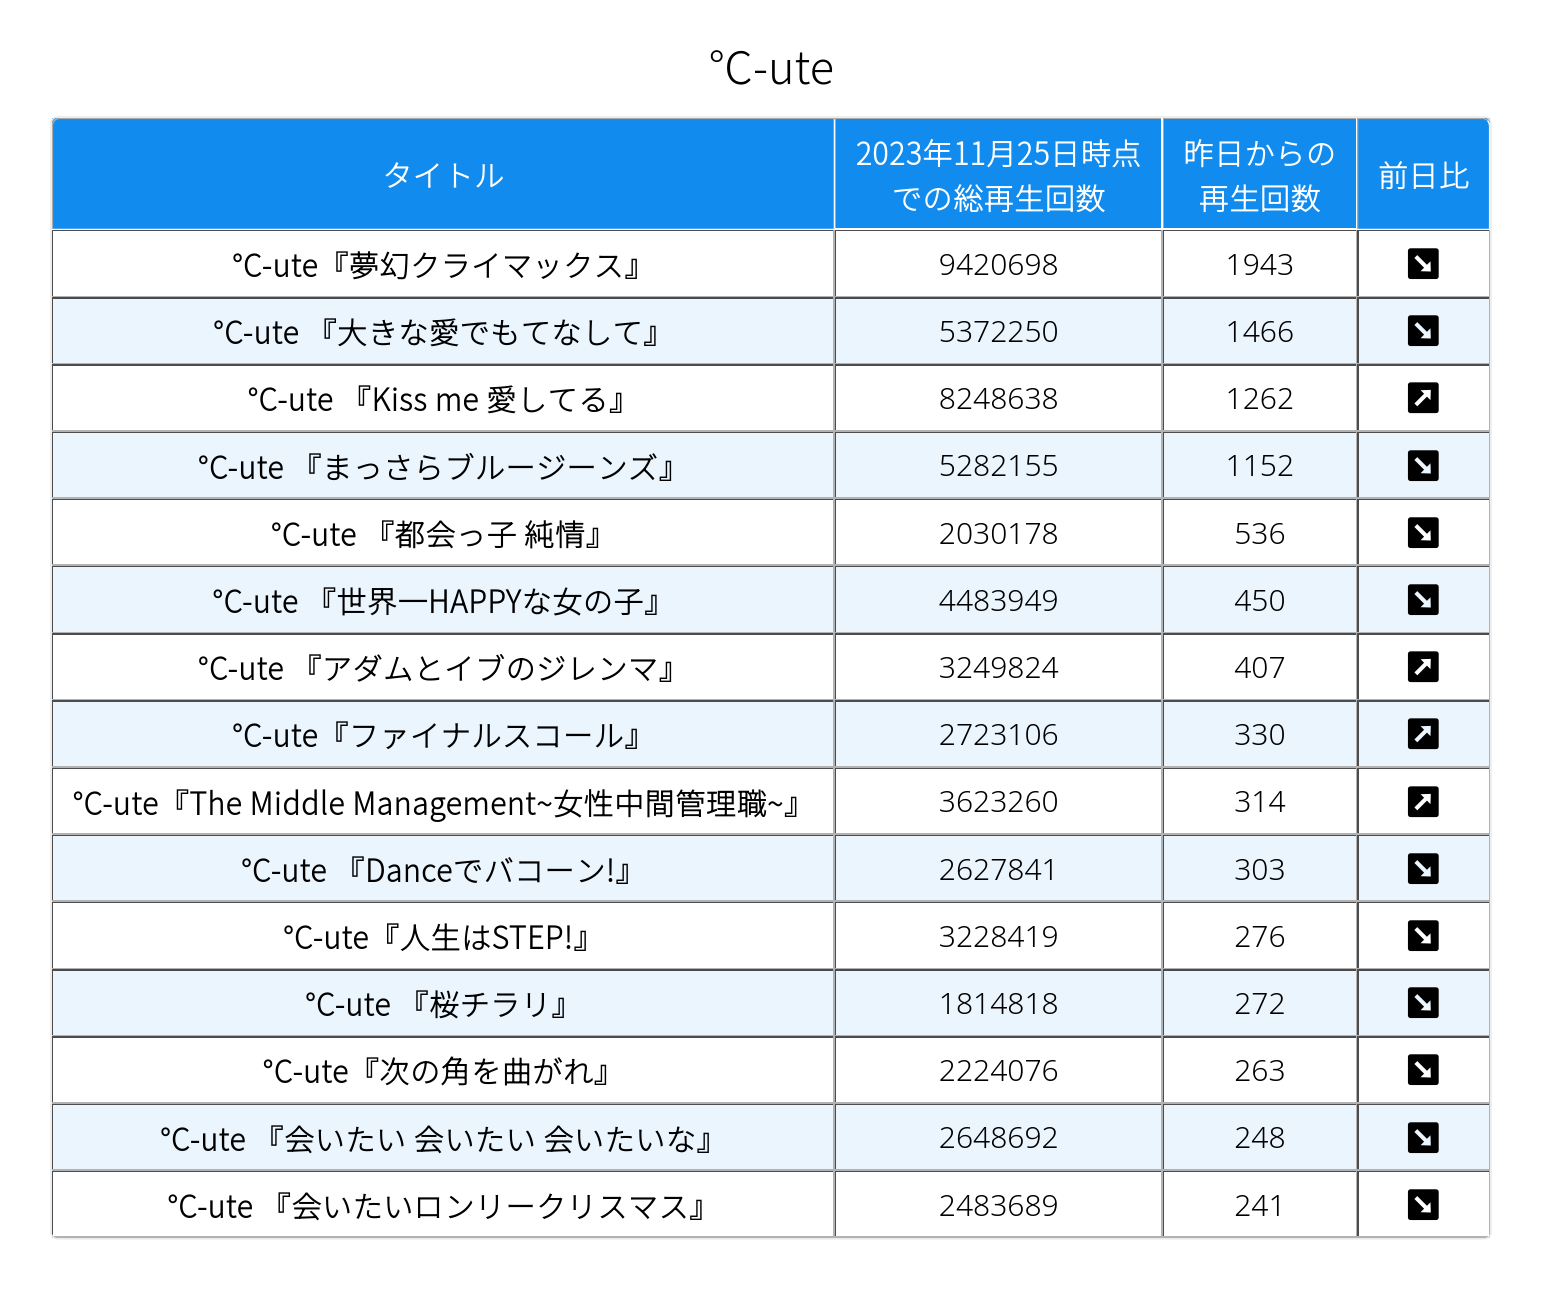 ℃-ute
タイトル
2023年11月25日時点
での総再生回数
昨日からの
再生回数
前日比
℃-ute『夢幻クライマックス』 9420698 1943 ↘
℃-ute 『大きな愛でもてなして』 5372250 1466 ↘
℃-ute 『Kiss me 愛してる』 8248638 1262 ↗
℃-ute 『まっさらブルージーンズ』 5282155 1152 ↘
℃-ute 『都会っ子 純情』 2030178 536 ↘
℃-ute 『世界一HAPPYな女の子』 4483949 450 ↘
℃-ute 『アダムとイブのジレンマ』 3249824 407 ↗
℃-ute『ファイナルスコール』 2723106 330 ↗
℃-ute『The Middle Management~女性中間管理職~』 3623260 314 ↗
℃-ute 『Danceでバコーン!』 2627841 303 ↘
℃-ute『人生はSTEP!』 3228419 276 ↘
℃-ute 『桜チラリ』 1814818 272 ↘
℃-ute『次の角を曲がれ』 2224076 263 ↘
℃-ute 『会いたい 会いたい 会いたいな』 2648692 248 ↘
℃-ute 『会いたいロンリークリスマス』 2483689 241 ↘